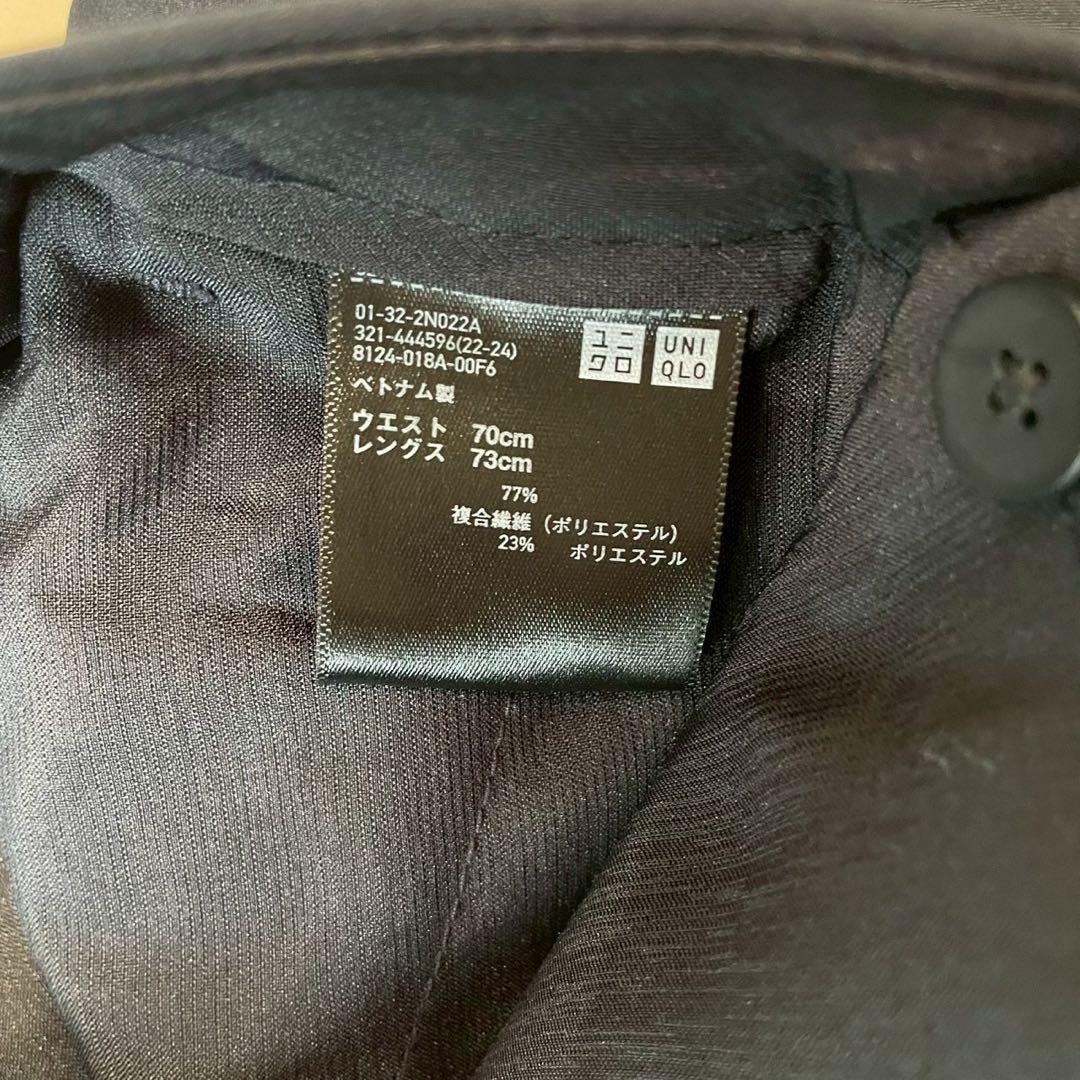 01-32-2N022A
321-444596(22-24)
8124-018A-00F6
ユニクロ
UNIQLO
ベトナム製
ウエスト 70cm
レングス 73cm
77%
複合繊維(ポリエステル)
23% ポリエステル